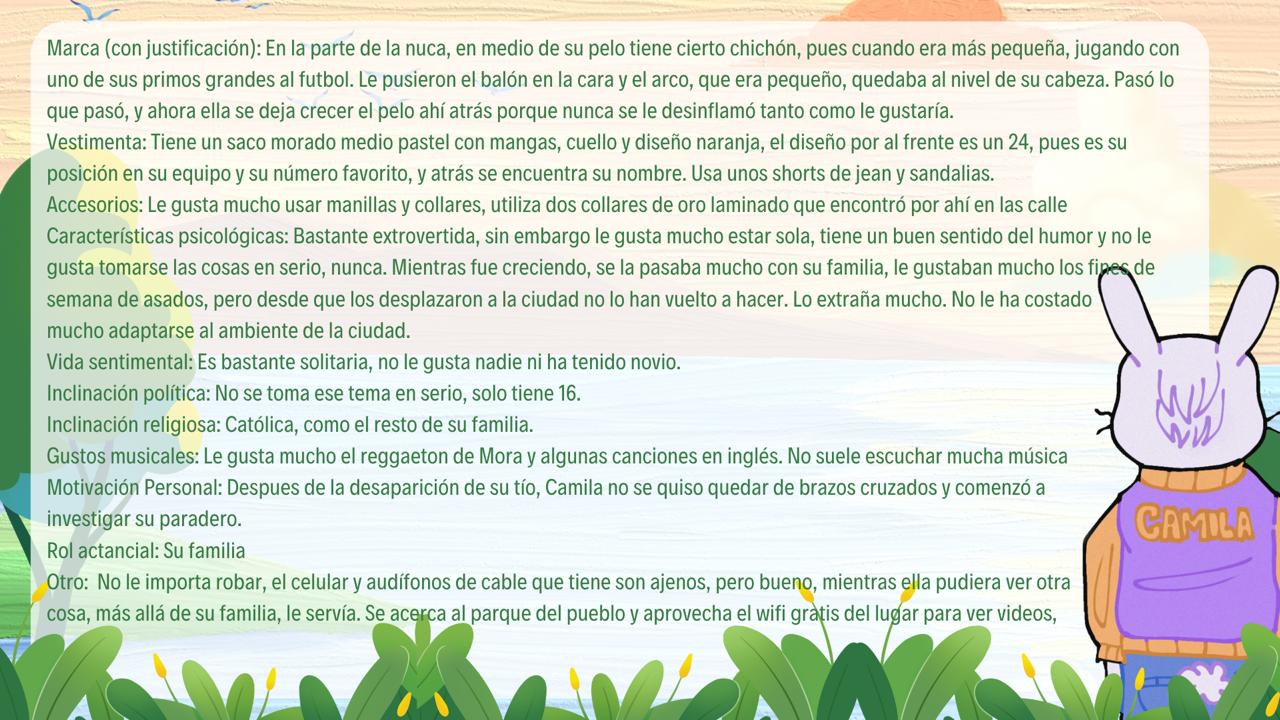 Marca (con justificación): En la parte de la nuca, en medio de su pelo tiene cierto chichón, pues cuando era más pequeña, jugando con
uno de sus primos grandes al futbol. Le pusieron el balón en la cara y el arco, que era pequeño, quedaba al nivel de su cabeza. Pasó lo
que pasó, y ahora ella se deja crecer el pelo ahí atrás porque nunca se le desinflamó tanto como le gustaría.
Vestimenta: Tiene un saco morado medio pastel con mangas, cuello y diseño naranja, el diseño por al frente es un 24, pues es su
posición en su equipo y su número favorito, y atrás se encuentra su nombre. Usa unos shorts de jean y sandalias.
Accesorios: Le gusta mucho usar manillas y collares, utiliza dos collares de oro laminado que encontró por ahí en las calle
Características psicológicas: Bastante extrovertida, sin embargo le gusta mucho estar sola, tiene un buen sentido del humor y no le
gusta tomarse las cosas en serio, nunca. Mientras fue creciendo, se la pasaba mucho con su familia, le gustaban mucho los fines de
semana de asados, pero desde que los desplazaron a la ciudad no lo han vuelto a hacer. Lo extraña mucho. No le ha costado
mucho adaptarse al ambiente de la ciudad.
Vida sentimental: Es bastante solitaria, no le gusta nadie ni ha tenido novio.
Inclinación política: No se toma ese tema en serio, solo tiene 16.
Inclinación religiosa: Católica, como el resto de su familia.
Gustos musicales: Le gusta mucho el reggaeton de Mora y algunas canciones en inglés. No suele escuchar mucha música
Motivación Personal: Despues de la desaparición de su tío, Camila no se quiso quedar de brazos cruzados y comenzó a
investigar su paradero.
Rol actancial: Su familia
Otro:  No le importa robar, el celular y audífonos de cable que tiene son ajenos, pero bueno, mientras ella pudiera ver otra
cosa, más allá de su familia, le servía. Se acerca al parque del pueblo y aprovecha el wifi gratis del lugar para ver videos,
CAMILA